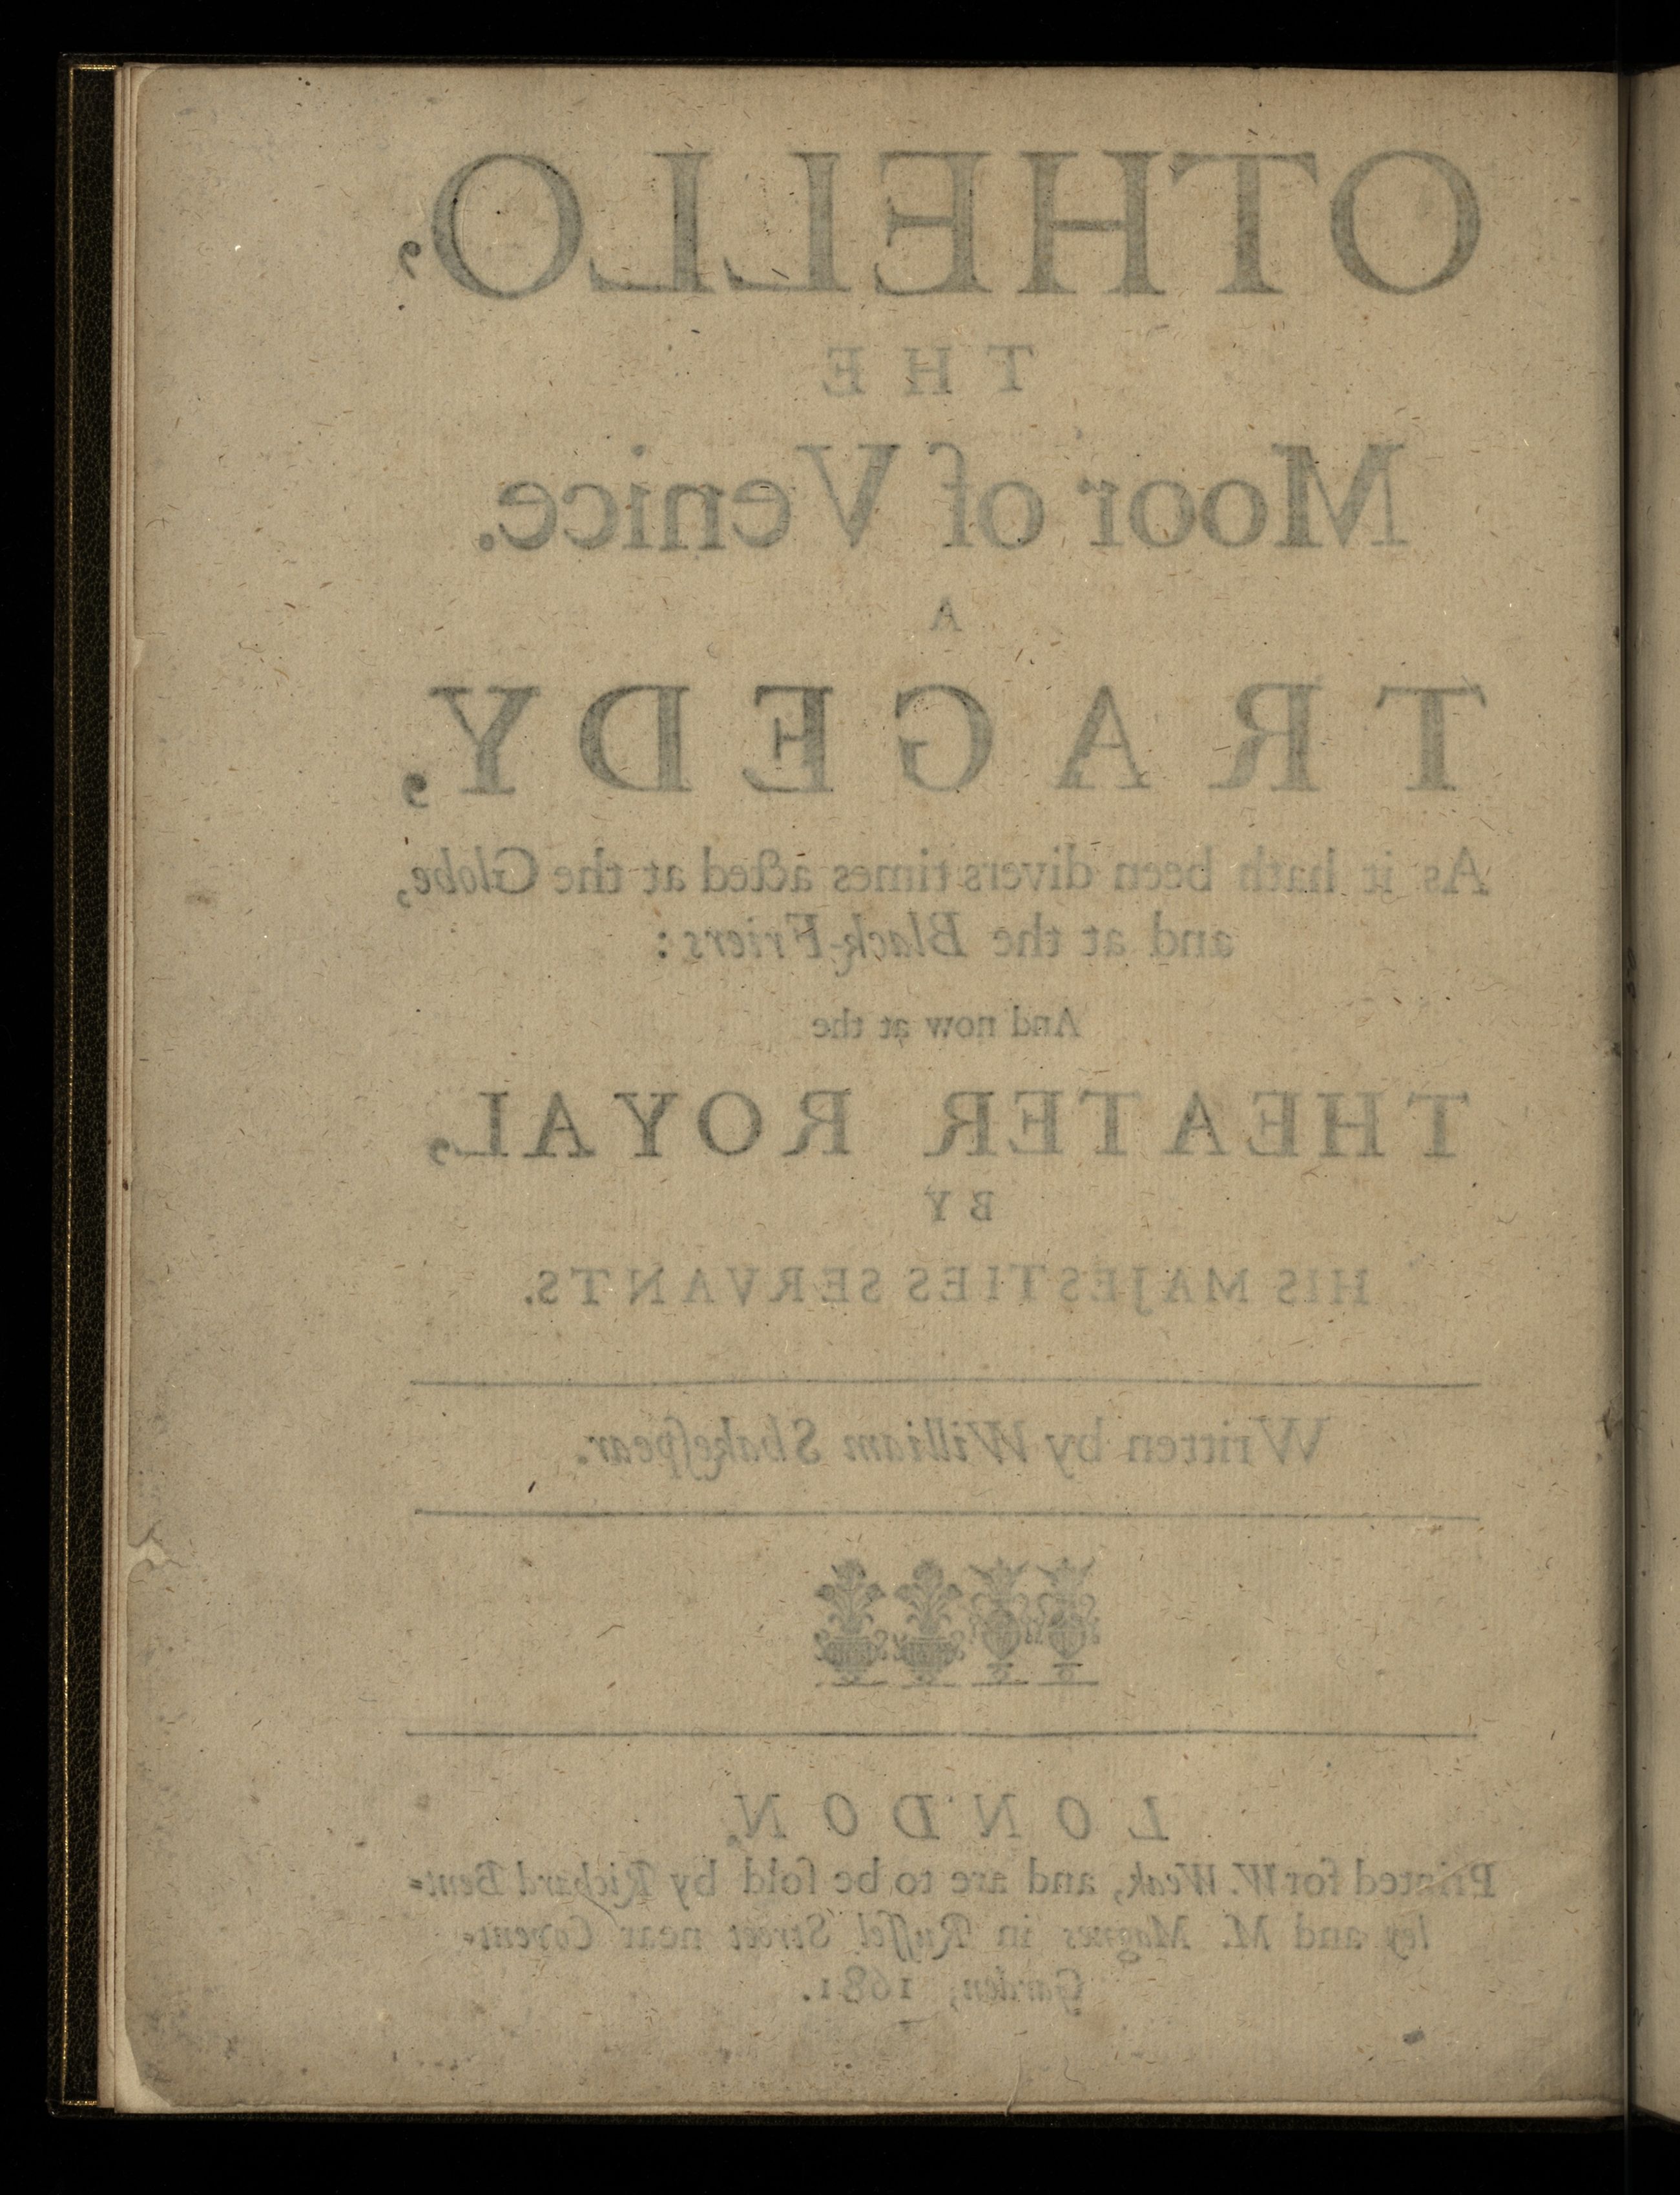 OTHELLO,
THE
Moor of Venice.
A
TRAGEDY,
As it hath been divers times acted at the Globe,
and at the Black-Friers:
And now at the
THEATER ROYAL,
BY
HIS MAJESTIES SERVANTS.
Written by William Shakeſpear.
LONDON,
Printed for W. Weak, and are to be ſold by Richard Bent-
ley and M. Magnes in Ruſſel Street near Covent-
Garden, 1681.